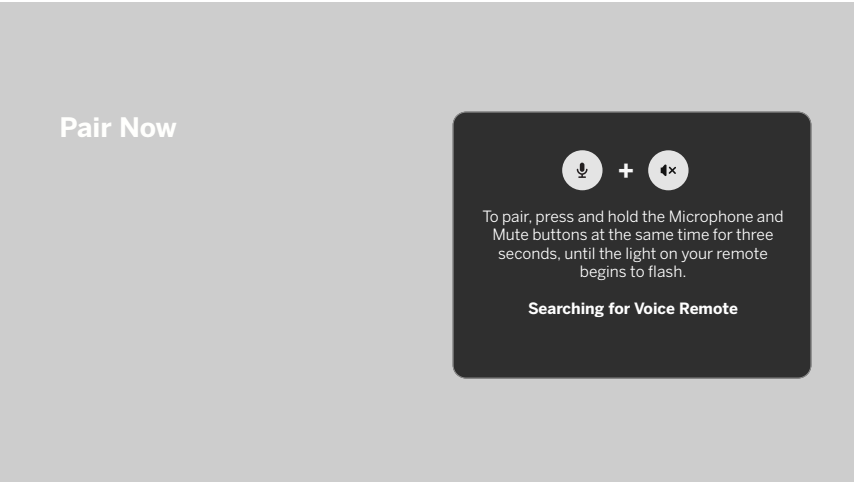 Pair Now
+
To pair, press and hold the Microphone and
Mute buttons at the same time for three
seconds, until the light on your remote
begins to flash.
Searching for Voice Remote